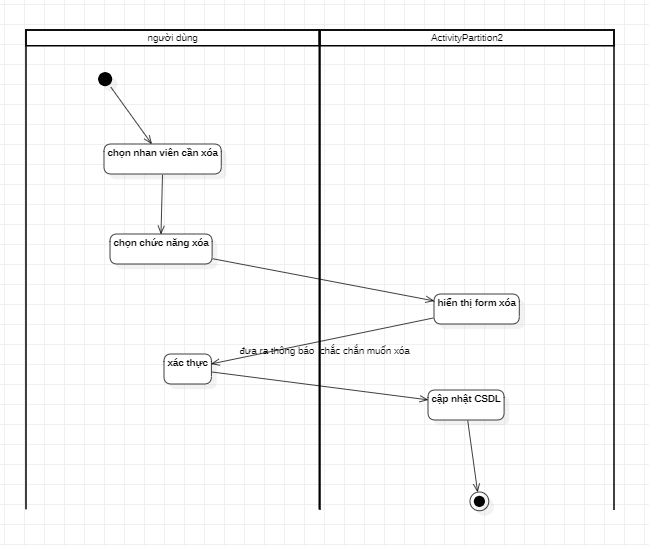 người dùng
ActivityPartition2
chọn nhan viên cần xóa
chọn chức năng xóa
hiển thị form xóa
đưa ra thông báo chắc chắn muốn xóa
xác thực
cập nhật CSDL